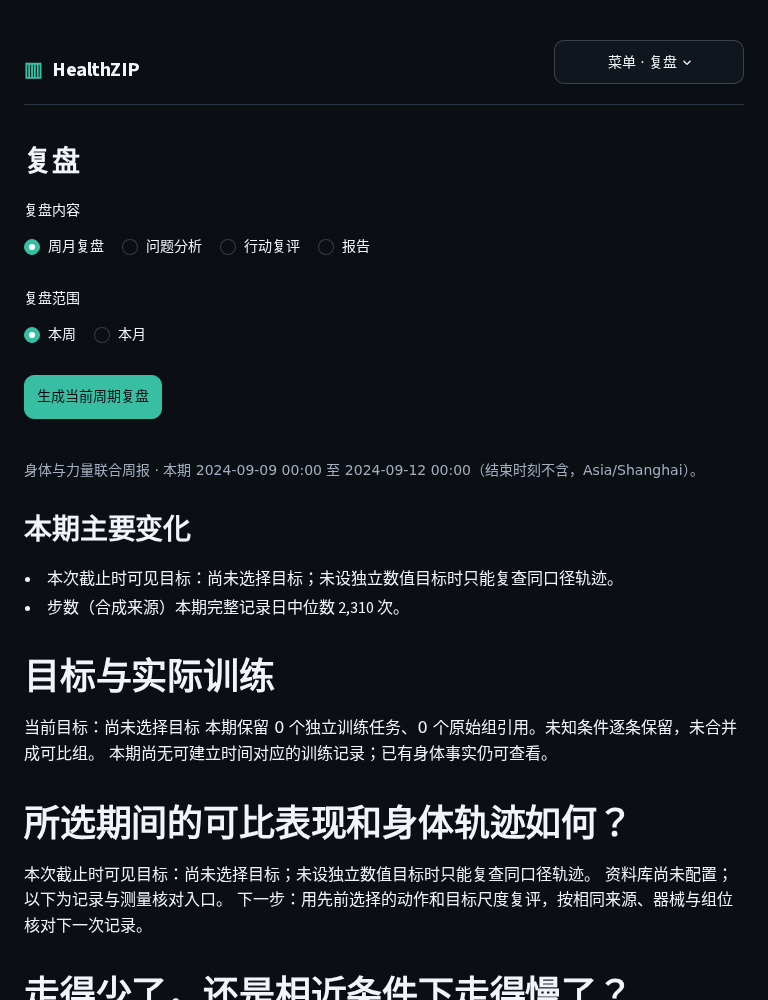 HealthZIP
菜单 · 复盘
复盘
复盘内容
周月复盘 问题分析 行动复评 报告
复盘范围
本周 本月
生成当前周期复盘
身体与力量联合周报 · 本期 2024-09-09 00:00 至 2024-09-12 00:00（结束时刻不含，Asia/Shanghai）。
本期主要变化
• 本次截止时可见目标：尚未选择目标；未设独立数值目标时只能复查同口径轨迹。
• 步数（合成来源）本期完整记录日中位数 2,310 次。
目标与实际训练
当前目标：尚未选择目标 本期保留 0 个独立训练任务、0 个原始组引用。未知条件逐条保留，未合并
成可比组。 本期尚无可建立时间对应的训练记录；已有身体事实仍可查看。
所选期间的可比表现和身体轨迹如何？
本次截止时可见目标：尚未选择目标；未设独立数值目标时只能复查同口径轨迹。 资料库尚未配置；
以下为记录与测量核对入口。 下一步：用先前选择的动作和目标尺度复评，按相同来源、器械与组位
核对下一次记录。
走得少了，还是相近条件下走得慢了？